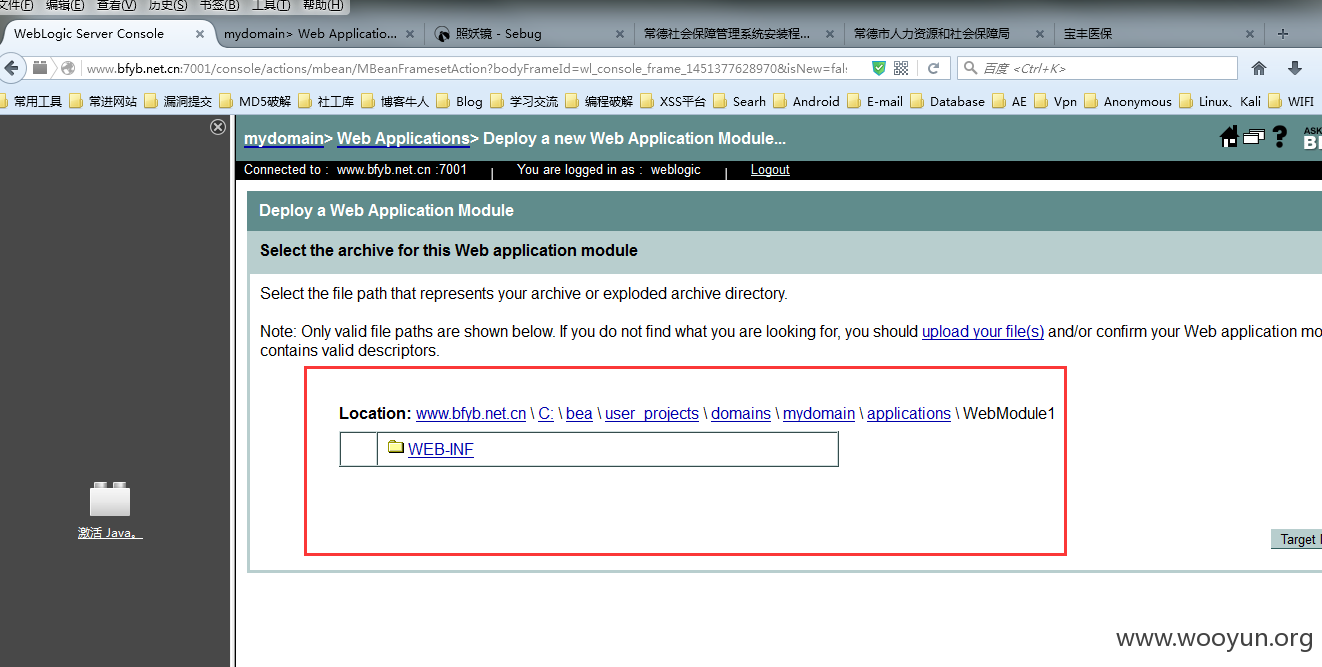 文件(F) 编辑(E) 查看(V) 历史(S) 书签(B) 工具(T) 帮助(H)
WebLogic Server Console × mydomain> Web Applicatio... × 照妖镜 - Sebug × 常德社会保障管理系统安装程... × 常德市人力资源和社会保障局 × 宝丰医保 × +
www.bfyb.net.cn:7001/console/actions/mbean/MBeanFramesetAction?bodyFrameId=wl_console_frame_1451377628970&isNew=fal 百度 <Ctrl+K>
常用工具 常进网站 漏洞提交 MD5破解 社工库 博客牛人 Blog 学习交流 编程破解 XSS平台 Searh Android E-mail Database AE Vpn Anonymous Linux、Kali WIFI
mydomain> Web Applications> Deploy a new Web Application Module...
? ASK
Connected to : www.bfyb.net.cn :7001 | You are logged in as : weblogic | Logout
Deploy a Web Application Module
Select the archive for this Web application module
Select the file path that represents your archive or exploded archive directory.
Note: Only valid file paths are shown below. If you do not find what you are looking for, you should upload your file(s) and/or confirm your Web application mo
contains valid descriptors.
Location: www.bfyb.net.cn \ C: \ bea \ user_projects \ domains \ mydomain \ applications \ WebModule1
WEB-INF
激活 Java。
Target
www.wooyun.org